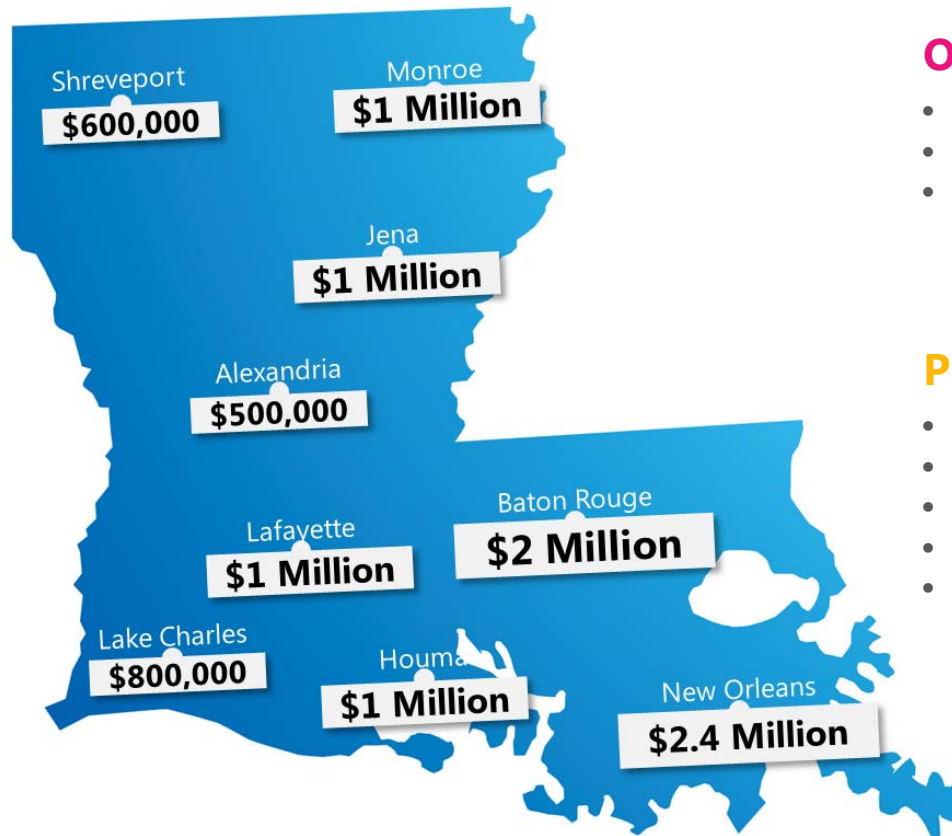 Shreveport
$600,000
Monroe
$1 Million
Jena
$1 Million
Alexandria
$500,000
Lafayette
$1 Million
Baton Rouge
$2 Million
Lake Charles
$800,000
Houma
$1 Million
New Orleans
$2.4 Million
O
P